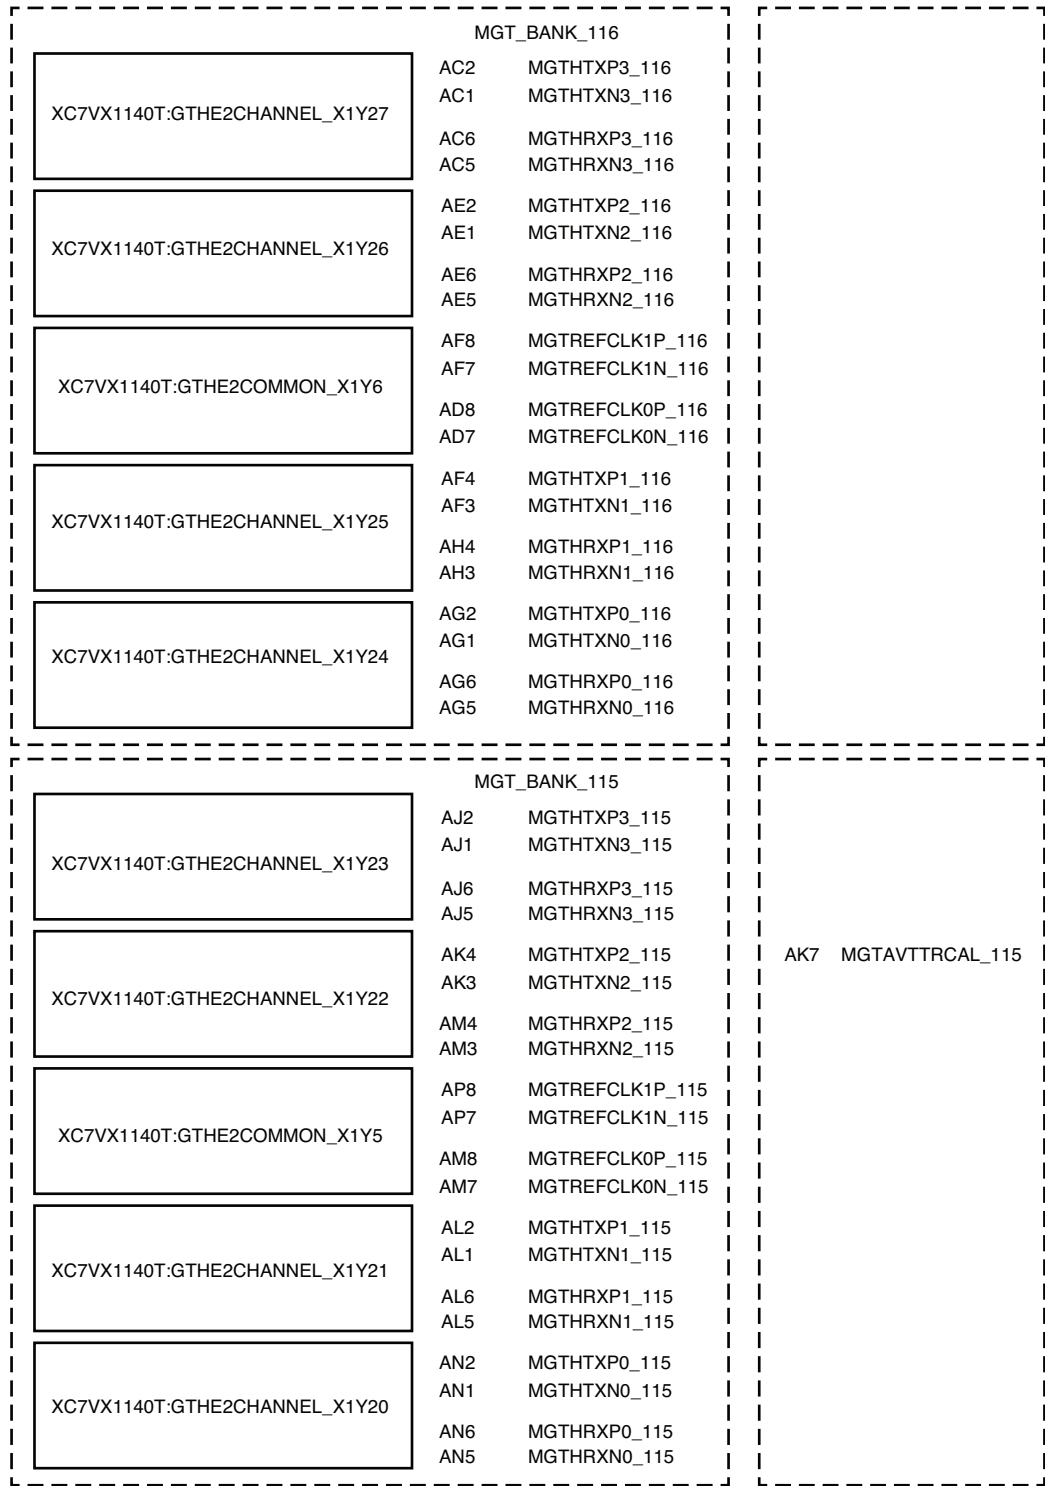 MGT_BANK_116
AC2 MGTHTXP3_116
AC1 MGTHTXN3_116
XC7VX1140T:GTHE2CHANNEL_X1Y27
AC6 MGTHRXP3_116
AC5 MGTHRXN3_116
AE2 MGTHTXP2_116
AE1 MGTHTXN2_116
XC7VX1140T:GTHE2CHANNEL_X1Y26
AE6 MGTHRXP2_116
AE5 MGTHRXN2_116
AF8 MGTREFCLK1P_116
AF7 MGTREFCLK1N_116
XC7VX1140T:GTHE2COMMON_X1Y6
AD8 MGTREFCLK0P_116
AD7 MGTREFCLK0N_116
AF4 MGTHTXP1_116
AF3 MGTHTXN1_116
XC7VX1140T:GTHE2CHANNEL_X1Y25
AH4 MGTHRXP1_116
AH3 MGTHRXN1_116
AG2 MGTHTXP0_116
AG1 MGTHTXN0_116
XC7VX1140T:GTHE2CHANNEL_X1Y24
AG6 MGTHRXP0_116
AG5 MGTHRXN0_116
MGT_BANK_115
AJ2 MGTHTXP3_115
AJ1 MGTHTXN3_115
XC7VX1140T:GTHE2CHANNEL_X1Y23
AJ6 MGTHRXP3_115
AJ5 MGTHRXN3_115
AK4 MGTHTXP2_115
AK7 MGTAVTTRCAL_115
AK3 MGTHTXN2_115
XC7VX1140T:GTHE2CHANNEL_X1Y22
AM4 MGTHRXP2_115
AM3 MGTHRXN2_115
AP8 MGTREFCLK1P_115
AP7 MGTREFCLK1N_115
XC7VX1140T:GTHE2COMMON_X1Y5
AM8 MGTREFCLK0P_115
AM7 MGTREFCLK0N_115
AL2 MGTHTXP1_115
AL1 MGTHTXN1_115
XC7VX1140T:GTHE2CHANNEL_X1Y21
AL6 MGTHRXP1_115
AL5 MGTHRXN1_115
AN2 MGTHTXP0_115
AN1 MGTHTXN0_115
XC7VX1140T:GTHE2CHANNEL_X1Y20
AN6 MGTHRXP0_115
AN5 MGTHRXN0_115